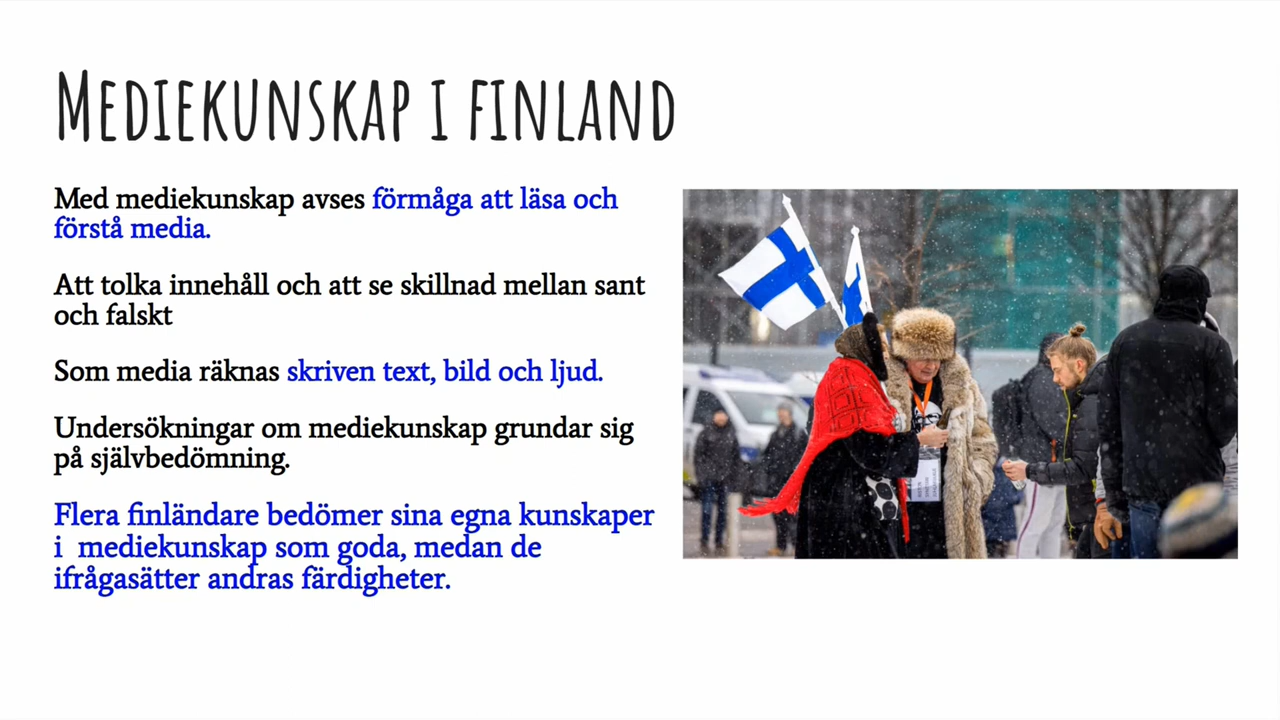 MEDIEKUNSKAP I FINLAND
Med mediekunskap avses förmåga att läsa och
förstå media.
Att tolka innehåll och att se skillnad mellan sant
och falskt
Som media räknas skriven text, bild och ljud.
Undersökningar om mediekunskap grundar sig
på självbedömning.
Flera finländare bedömer sina egna kunskaper
i  mediekunskap som goda, medan de
ifrågasätter andras färdigheter.